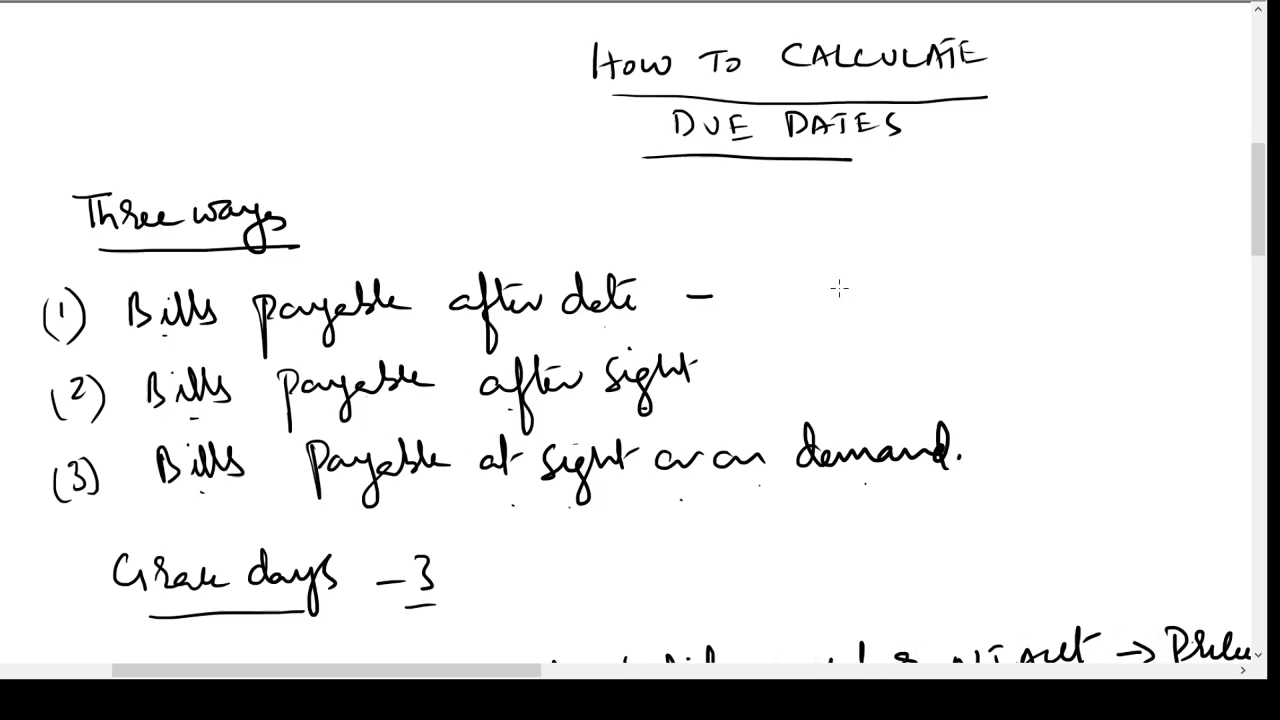 HOW TO CALCULATE
DUE DATES
Three ways
(1) Bills payable after date -
(2) Bills payable after sight
(3) Bills payable at sight or on demand.
Grace days - 3